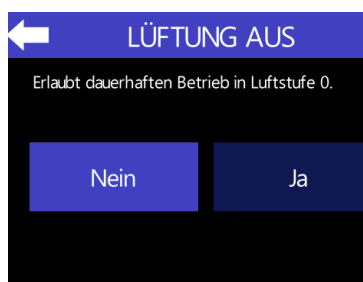 LÜFTUNG AUS
Erlaubt dauerhaften Betrieb in Luftstufe 0.
Nein
Ja